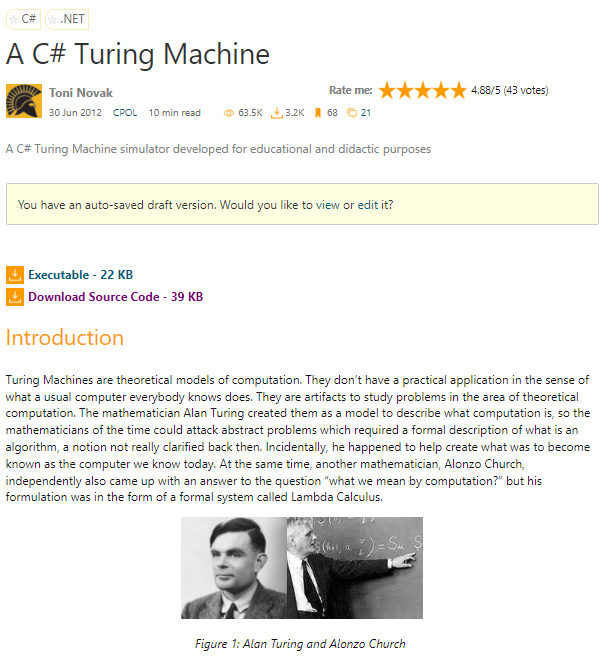 C# .NET
A C# Turing Machine
Toni Novak
Rate me: 4.88/5 (43 votes)
30 Jun 2012 CPOL 10 min read 63.5K 3.2K 68 21
A C# Turing Machine simulator developed for educational and didactic purposes
You have an auto-saved draft version. Would you like to view or edit it?
Executable - 22 KB
Download Source Code - 39 KB
Introduction
Turing Machines are theoretical models of computation. They don’t have a practical application in the sense of
what a usual computer everybody knows does. They are artifacts to study problems in the area of theoretical
computation. The mathematician Alan Turing created them as a model to describe what computation is, so the
mathematicians of the time could attack abstract problems which required a formal description of what is an
algorithm, a notion not really clarified back then. Incidentally, he happened to help create what was to become
known as the computer we know today. At the same time, another mathematician, Alonzo Church,
independently also came up with an answer to the question “what we mean by computation?” but his
formulation was in the form of a formal system called Lambda Calculus.
Figure 1: Alan Turing and Alonzo Church